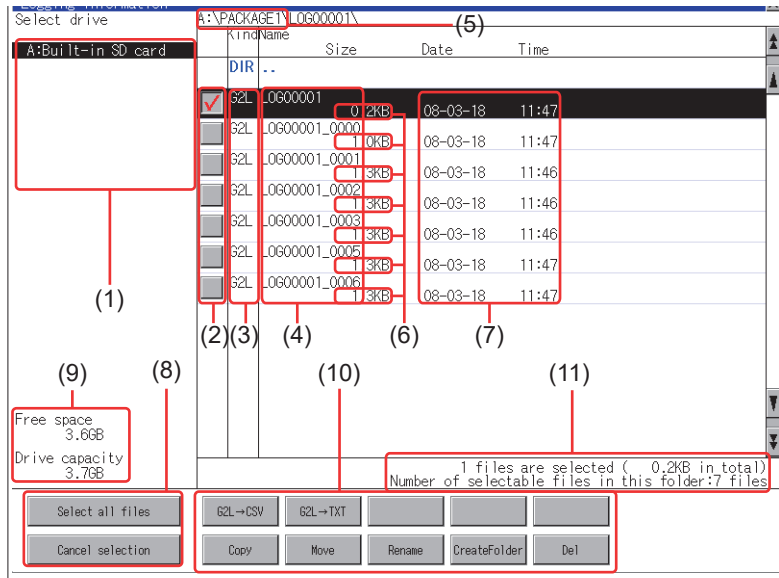 Logging information
Select drive
A:\PACKAGE1\LOG00001\
(5)
Kind Name
Size Date Time
A:Built-in SD card
DIR ..
G2L LOG00001
0.2KB 08-03-18 11:47
G2L LOG00001_0000
1.0KB 08-03-18 11:47
G2L LOG00001_0001
1.3KB 08-03-18 11:46
G2L LOG00001_0002
1.3KB 08-03-18 11:46
G2L LOG00001_0003
1.3KB 08-03-18 11:46
G2L LOG00001_0005
1.3KB 08-03-18 11:47
G2L LOG00001_0006
1.3KB 08-03-18 11:47
(1)
(2) (3) (4) (6) (7)
(9) (8) (10) (11)
Free space
3.6GB
Drive capacity
3.7GB
1 files are selected ( 0.2KB in total)
Number of selectable files in this folder:7 files
Select all files
G2L→CSV G2L→TXT
Cancel selection
Copy Move Rename CreateFolder Del